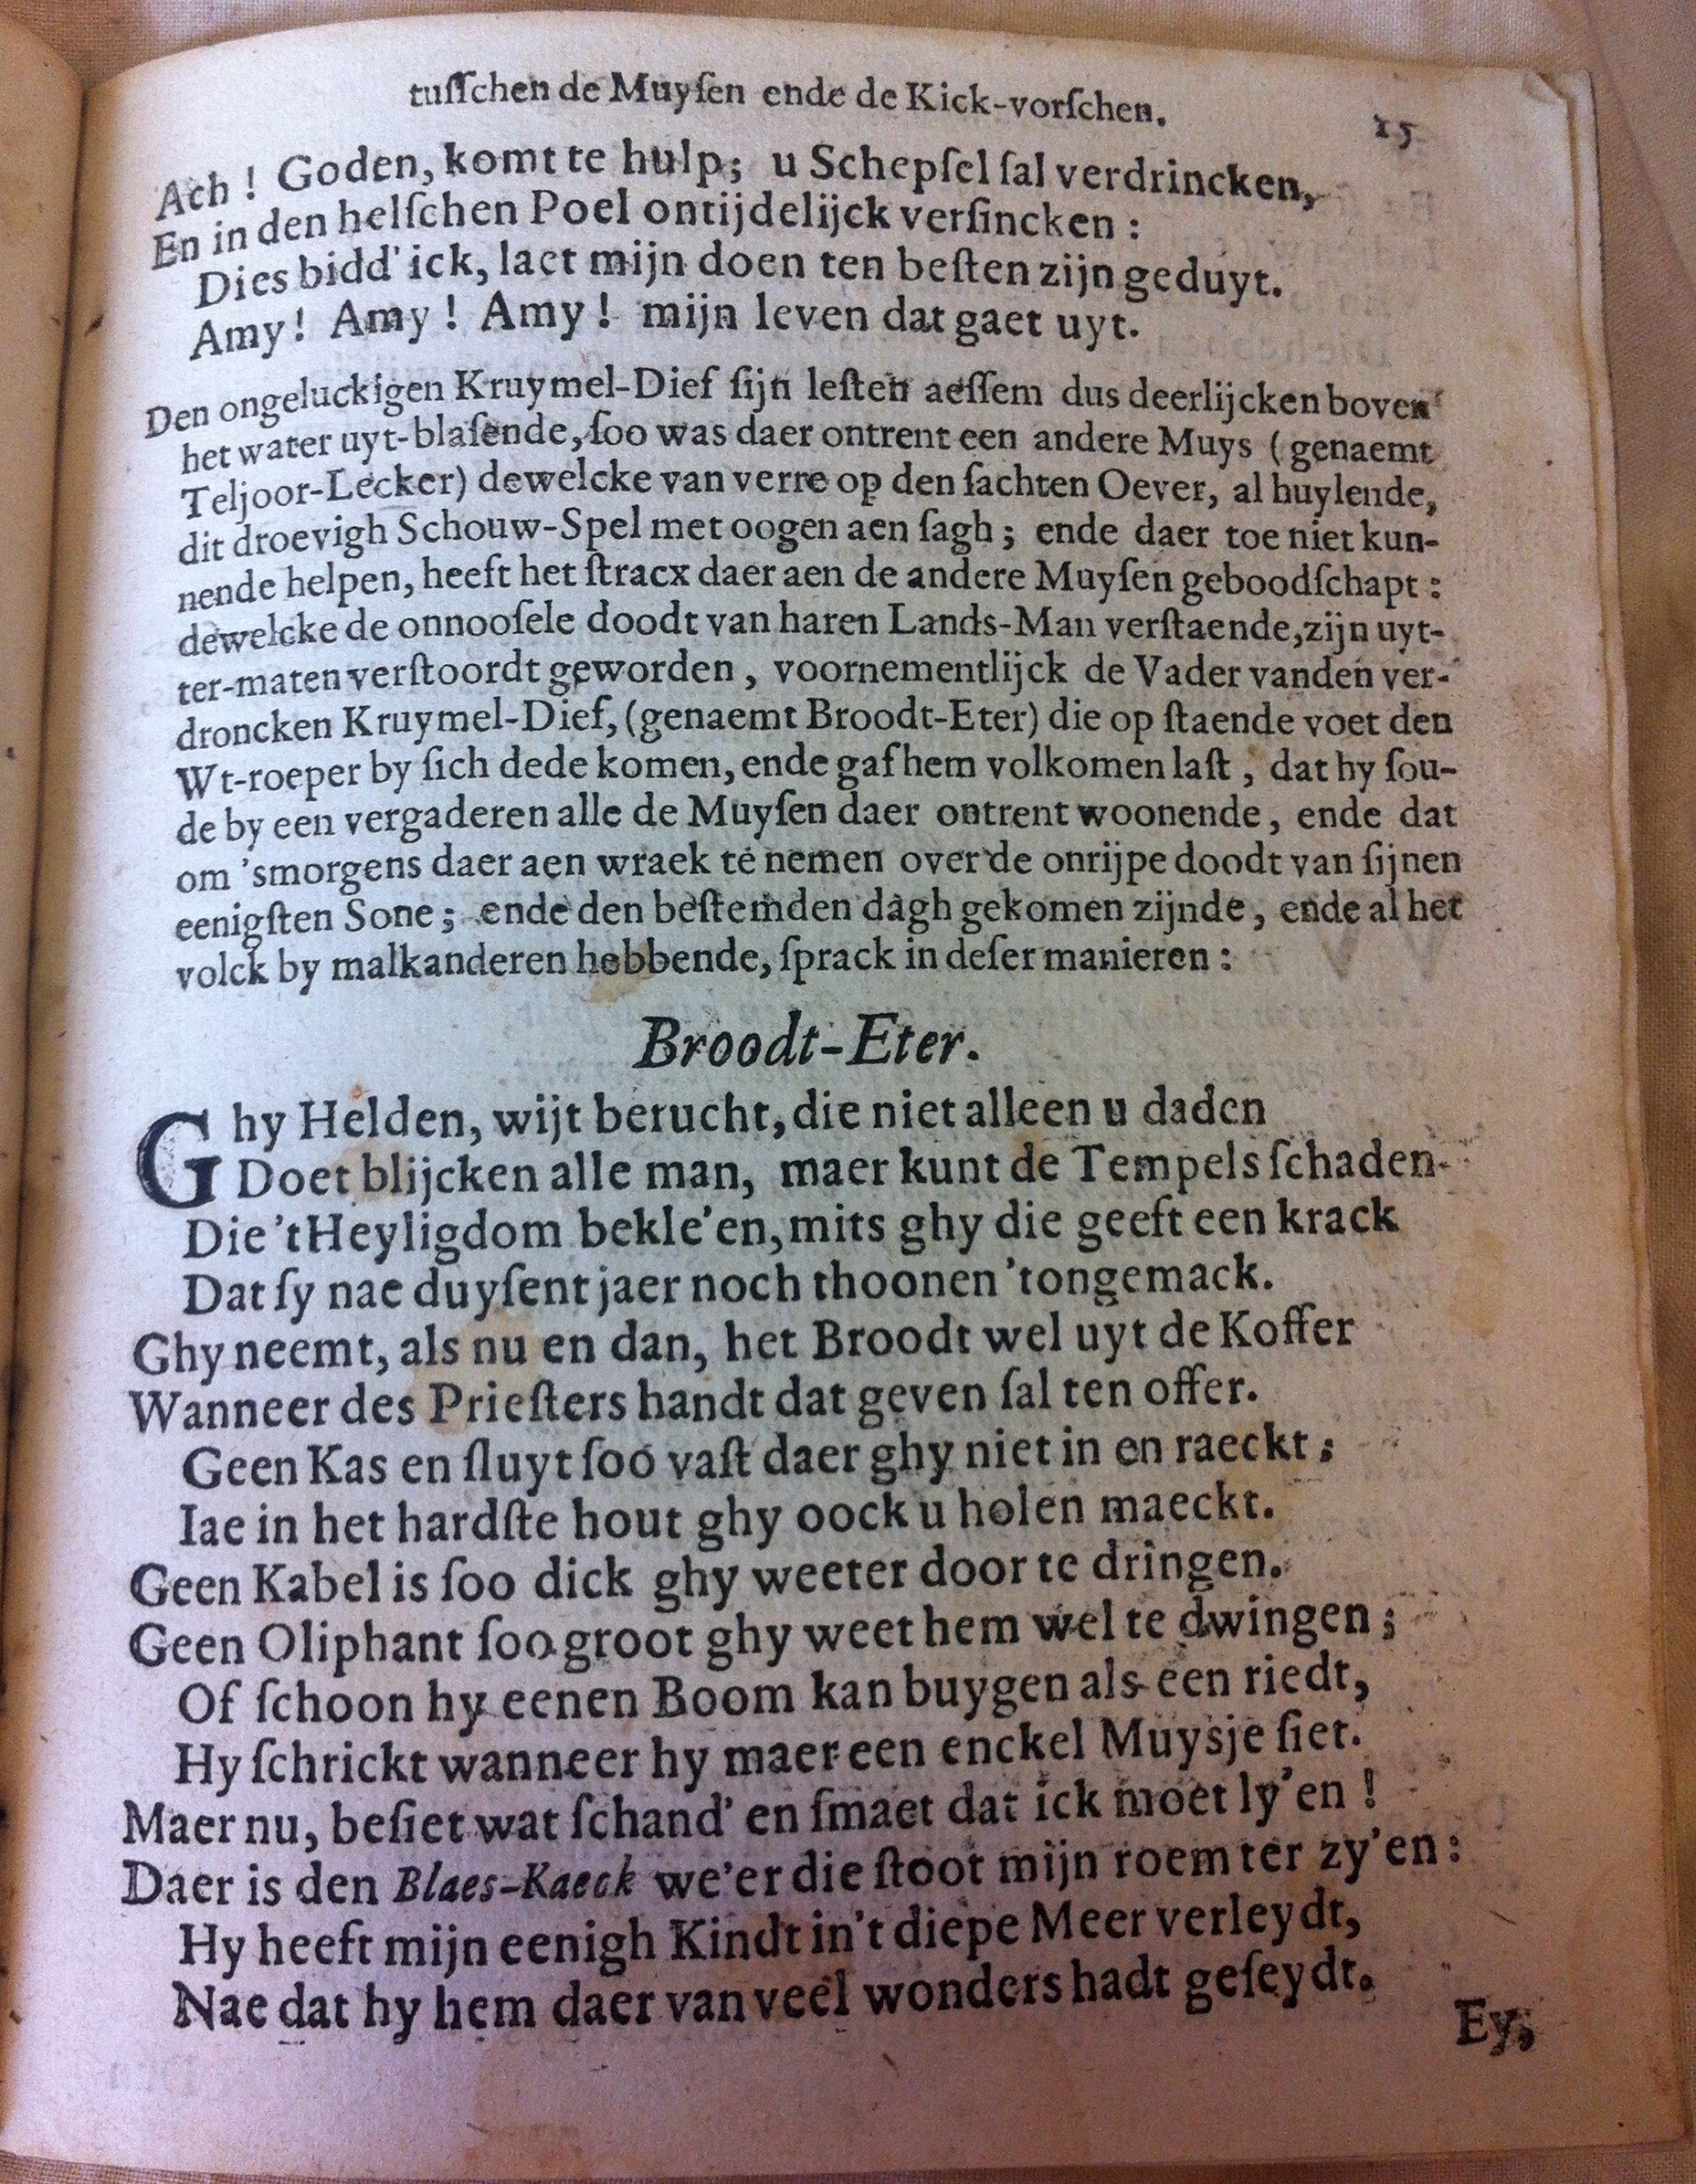 tuſſchen de Muyſen ende de Kick-vorſchen. 15
Ach! Goden, komt te hulp; u Schepſel ſal verdrincken,
En in den helſchen Poel ontijdelijck verſincken:
Dies bidd' ick, laet mijn doen ten beſten zijn geduyt.
Amy! Amy! Amy! mijn leven dat gaet uyt.
Den ongeluckigen Kruymel-Dief ſijn leſten aeſſem dus deerlijcken boven
het water uyt-blaſende, ſoo was daer ontrent een andere Muys (genaemt
Teljoor-Lecker) dewelcke van verre op den ſachten Oever, al huylende,
dit droevigh Schouw-Spel met oogen aen ſagh; ende daer toe niet kun-
nende helpen, heeft het ſtracx daer aen de andere Muyſen geboodſchapt:
dewelcke de onnooſele doodt van haren Lands-Man verſtaende, zijn uyt-
ter-maten verſtoordt geworden, voornementlijck de Vader vanden ver-
droncken Kruymel-Dief, (genaemt Broodt-Eter) die op ſtaende voet den
Wt-roeper by ſich dede komen, ende gaf hem volkomen laſt, dat hy ſou-
de by een vergaderen alle de Muyſen daer ontrent woonende, ende dat
om 'smorgens daer aen wraek te nemen over de onrijpe doodt van ſijnen
eenigſten Sone; ende den beſtemden dagh gekomen zijnde, ende al het
volck by malkanderen hebbende, ſprack in deſer manieren:
Broodt-Eter.
Ghy Helden, wijt berucht, die niet alleen u daden
Doet blijcken alle man, maer kunt de Tempels ſchaden
Die 't Heyligdom bekle'en, mits ghy die geeft een krack
Dat ſy nae duyſent jaer noch thoonen 'tongemack.
Ghy neemt, als nu en dan, het Broodt wel uyt de Koffer
Wanneer des Prieſters handt dat geven ſal ten offer.
Geen Kas en ſluyt ſoo vaſt daer ghy niet in en raeckt;
Iae in het hardſte hout ghy oock u holen maeckt.
Geen Kabel is ſoo dick ghy weeter door te dringen.
Geen Oliphant ſoo groot ghy weet hem wel te dwingen;
Of ſchoon hy eenen Boom kan buygen als een riedt,
Hy ſchrickt wanneer hy maer een enckel Muysje ſiet.
Maer nu, beſiet wat ſchand' en ſmaet dat ick moet ly'en!
Daer is den Blaes-Kaeck we'er die ſtoot mijn roem ter zy'en:
Hy heeft mijn eenigh Kindt in't diepe Meer verleydt,
Nae dat hy hem daer van veel wonders hadt geſeydt.
Ey,